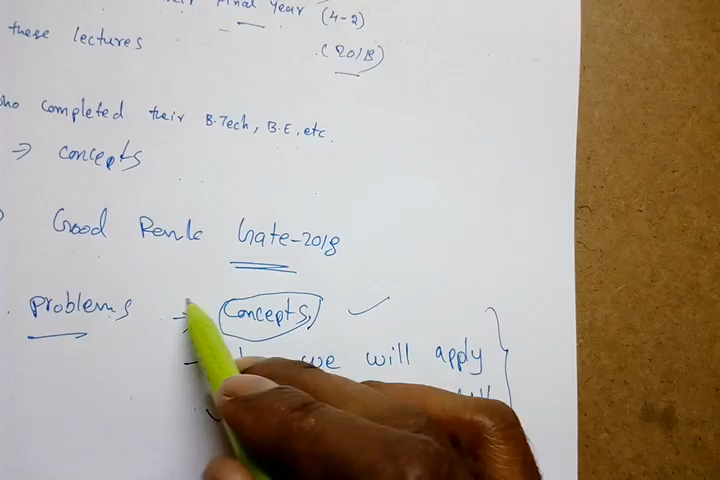 Final Year (4-2)
these lectures (2018)
who completed their B.Tech, B.E, etc.
⇒ concepts
Good Rank Gate-2018
problems → Concepts, ✓
we will apply